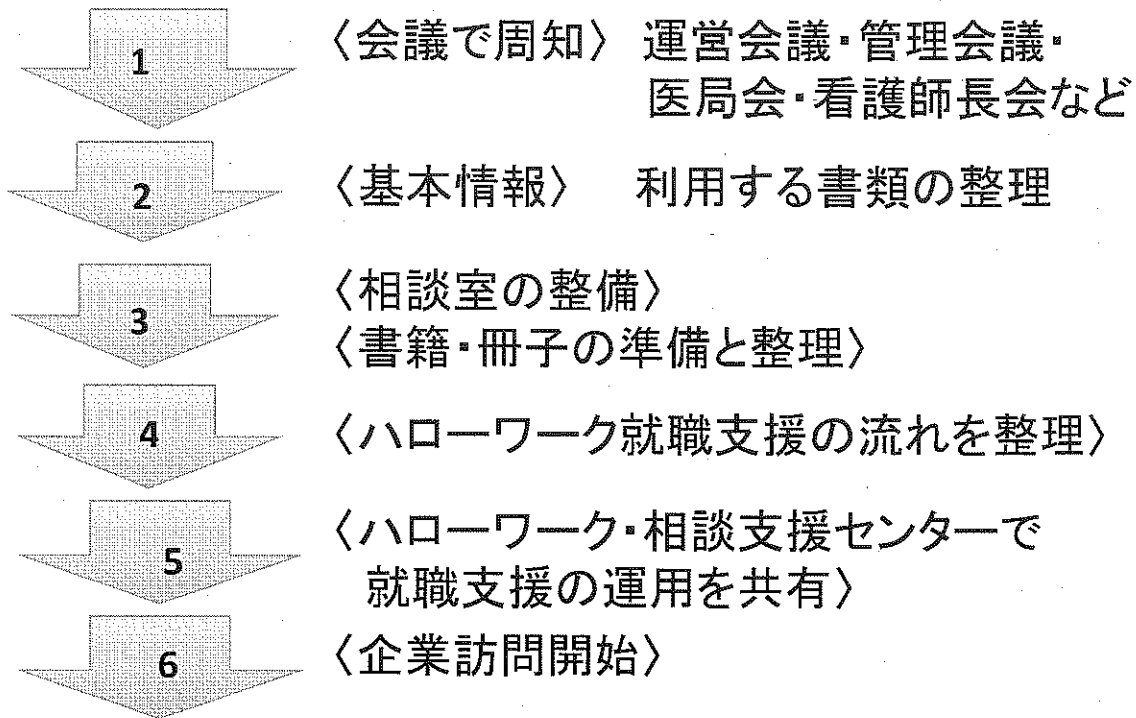 1
〈会議で周知〉 運営会議・管理会議・
医局会・看護師長会など
2
〈基本情報〉 利用する書類の整理
3
〈相談室の整備〉
〈書籍・冊子の準備と整理〉
4
〈ハローワーク就職支援の流れを整理〉
5
〈ハローワーク・相談支援センターで
就職支援の運用を共有〉
6
〈企業訪問開始〉